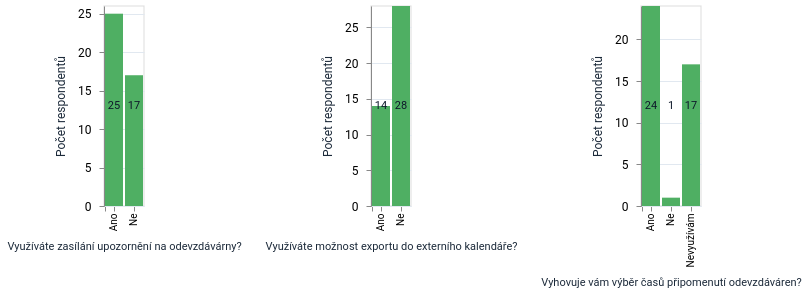 Počet respondentů
25
20
15
10
5
0
25
17
Ano
Ne
Využíváte zasílání upozornění na odevzdávárny?
Počet respondentů
25
20
15
10
5
0
14
28
Ano
Ne
Využíváte možnost exportu do externího kalendáře?
Počet respondentů
20
15
10
5
0
24
1
17
Ano
Ne
Nevyužívám
Vyhovuje vám výběr časů připomenutí odevzdáváren?